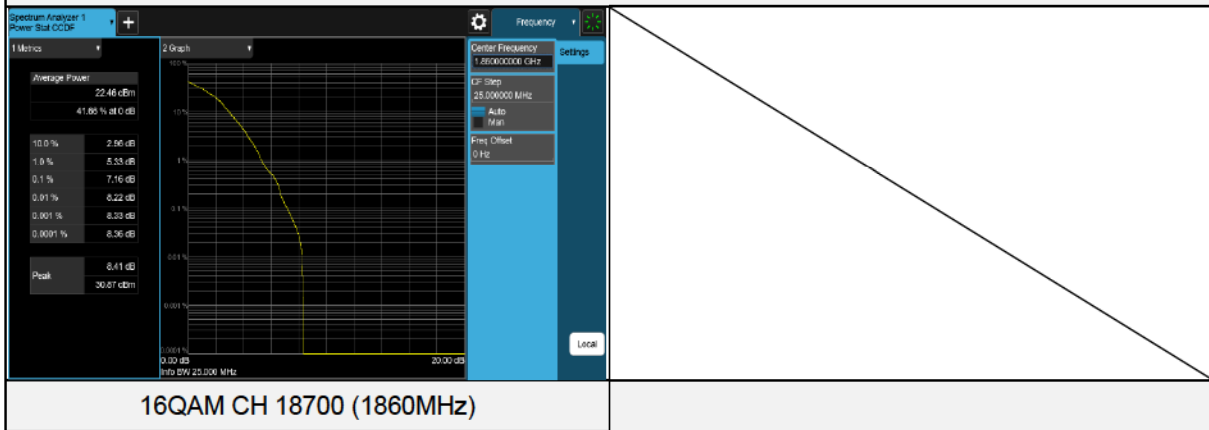 Spectrum Analyzer 1
Power Stat CCDF
+
Frequency
1 Metrics
2 Graph
Center Frequency
1.860000000 GHz
Settings
CF Step
25.000000 MHz
Auto
Man
Freq Offset
0 Hz
Average Power
22.46 dBm
41.66 % at 0 dB
10.0 % 2.96 dB
1.0 % 5.33 dB
0.1 % 7.16 dB
0.01 % 8.22 dB
0.001 % 8.33 dB
0.0001 % 8.36 dB
Peak
8.41 dB
30.87 dBm
100 %
10 %
1 %
0.1 %
0.01 %
0.001 %
0.0001 %
0.00 dB
20.00 dB
Info BW 25.000 MHz
Local
16QAM CH 18700 (1860MHz)